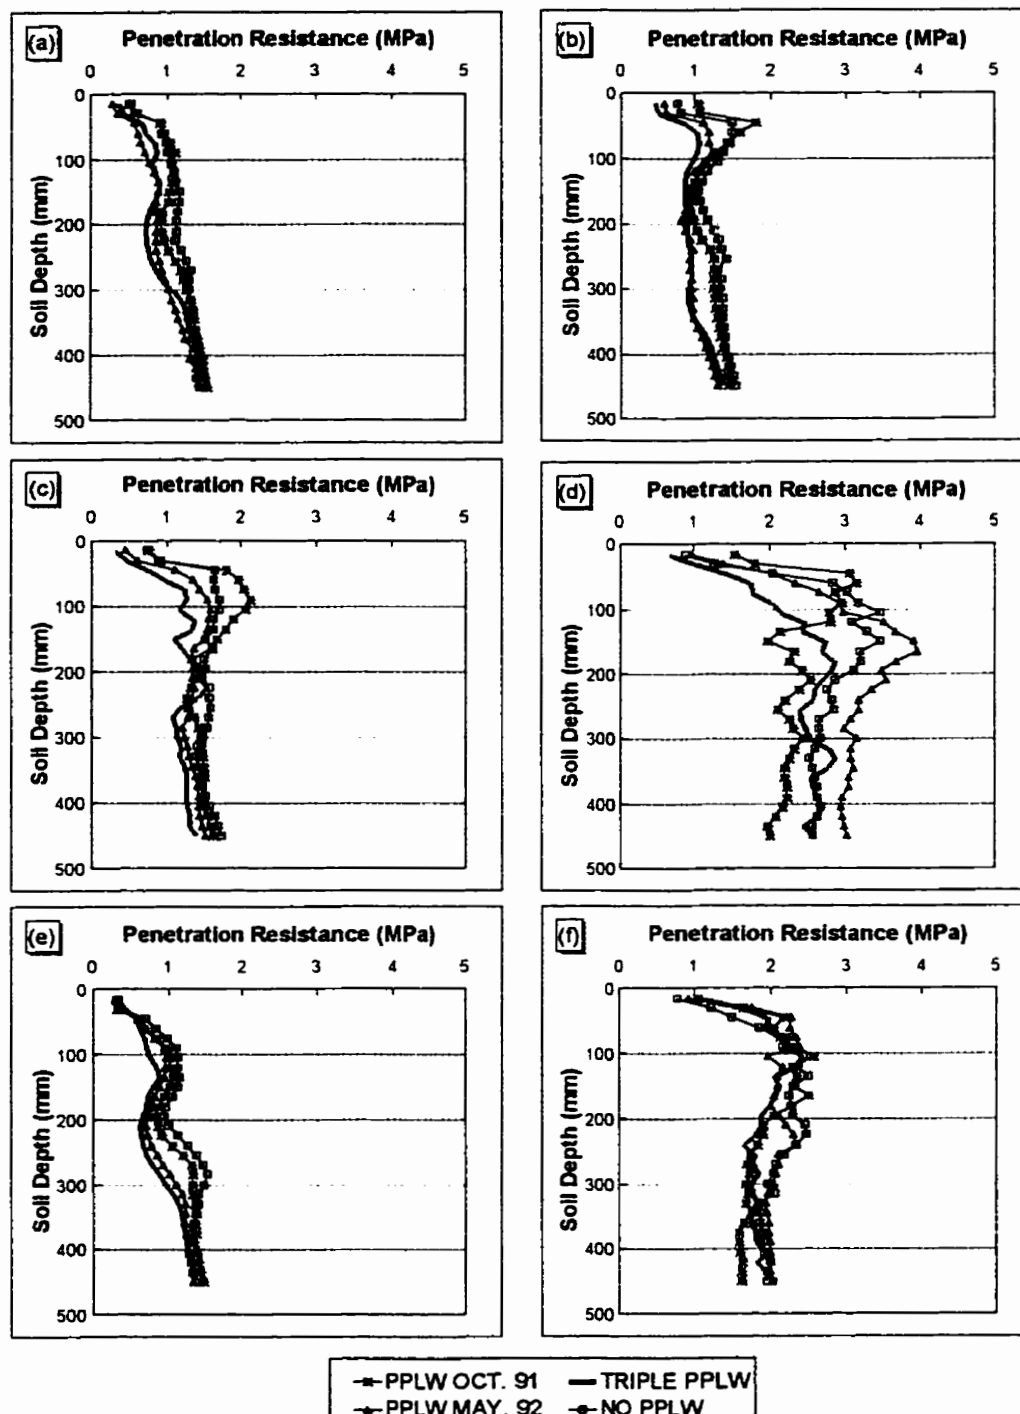 (a) Penetration Resistance (MPa)
0 1 2 3 4 5
0
100
200
300
400
500
Soil Depth (mm)
(b) Penetration Resistance (MPa)
0 1 2 3 4 5
0
100
200
300
400
500
Soil Depth (mm)
(c) Penetration Resistance (MPa)
0 1 2 3 4 5
0
100
200
300
400
500
Soil Depth (mm)
(d) Penetration Resistance (MPa)
0 1 2 3 4 5
0
100
200
300
400
500
Soil Depth (mm)
(e) Penetration Resistance (MPa)
0 1 2 3 4 5
0
100
200
300
400
500
Soil Depth (mm)
(f) Penetration Resistance (MPa)
0 1 2 3 4 5
0
100
200
300
400
500
Soil Depth (mm)
PPLW OCT. 91 TRIPLE PPLW
PPLW MAY. 92 NO PPLW